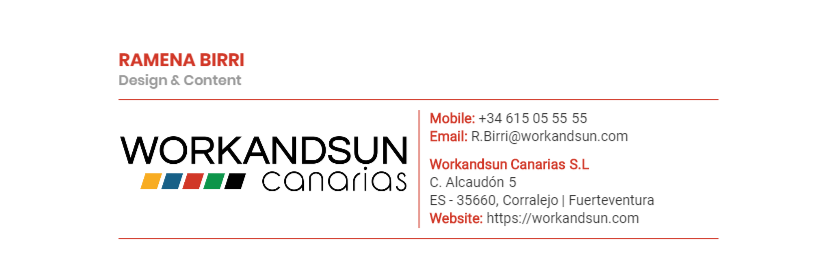 RAMENA BIRRI
Design & Content
WORKANDSUN
canarias
Mobile: +34 615 05 55 55
Email: R.Birri@workandsun.com
Workandsun Canarias S.L
C. Alcaudón 5
ES - 35660, Corralejo | Fuerteventura
Website: https://workandsun.com